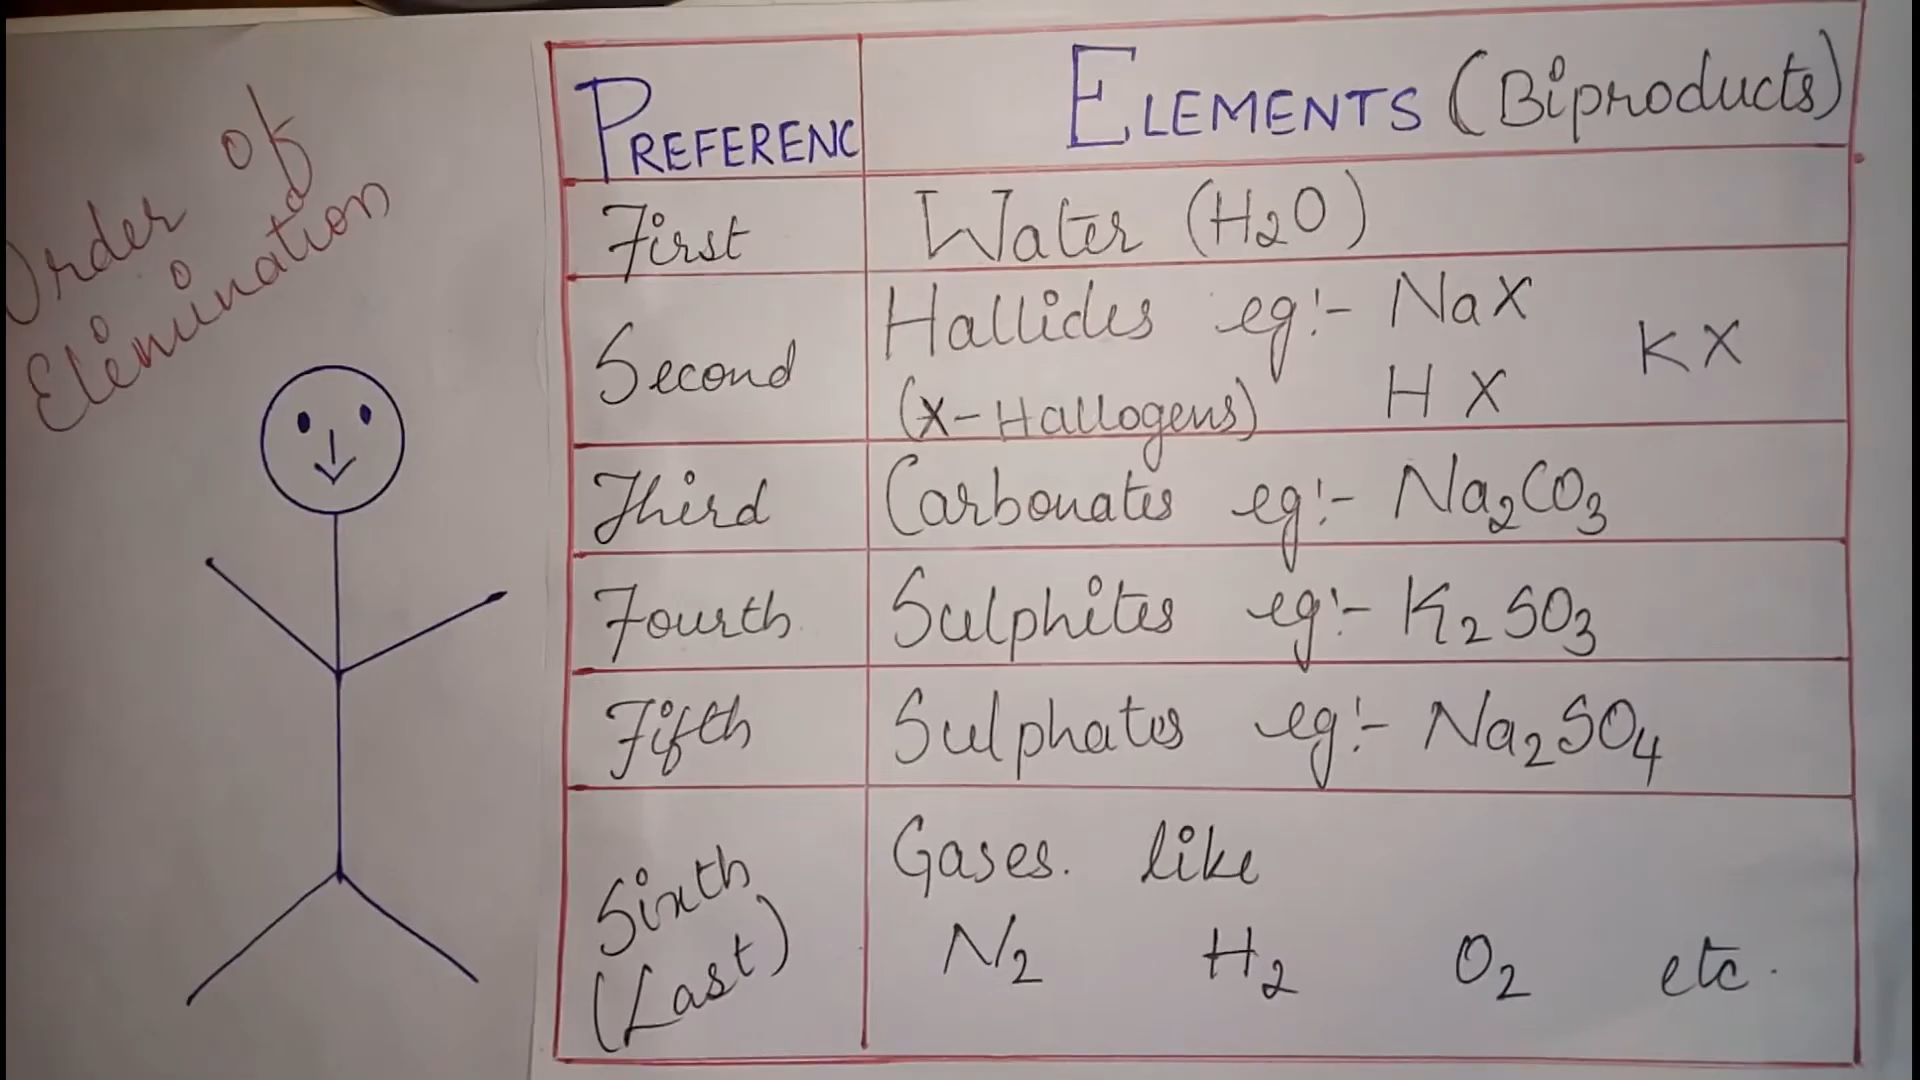 Order of
Elimination
PREFERENC
ELEMENTS (Biproducts)
First
Water (H2O)
Second
Hallides eg:- NaX
KX
(X-Hallogens)
HX
Third
Carbonates eg:- Na2CO3
Fourth
Sulphites eg:- K2SO3
Fifth
Sulphates eg:- Na2SO4
Sixth
(Last)
Gases. like
N2 H2 O2 etc.